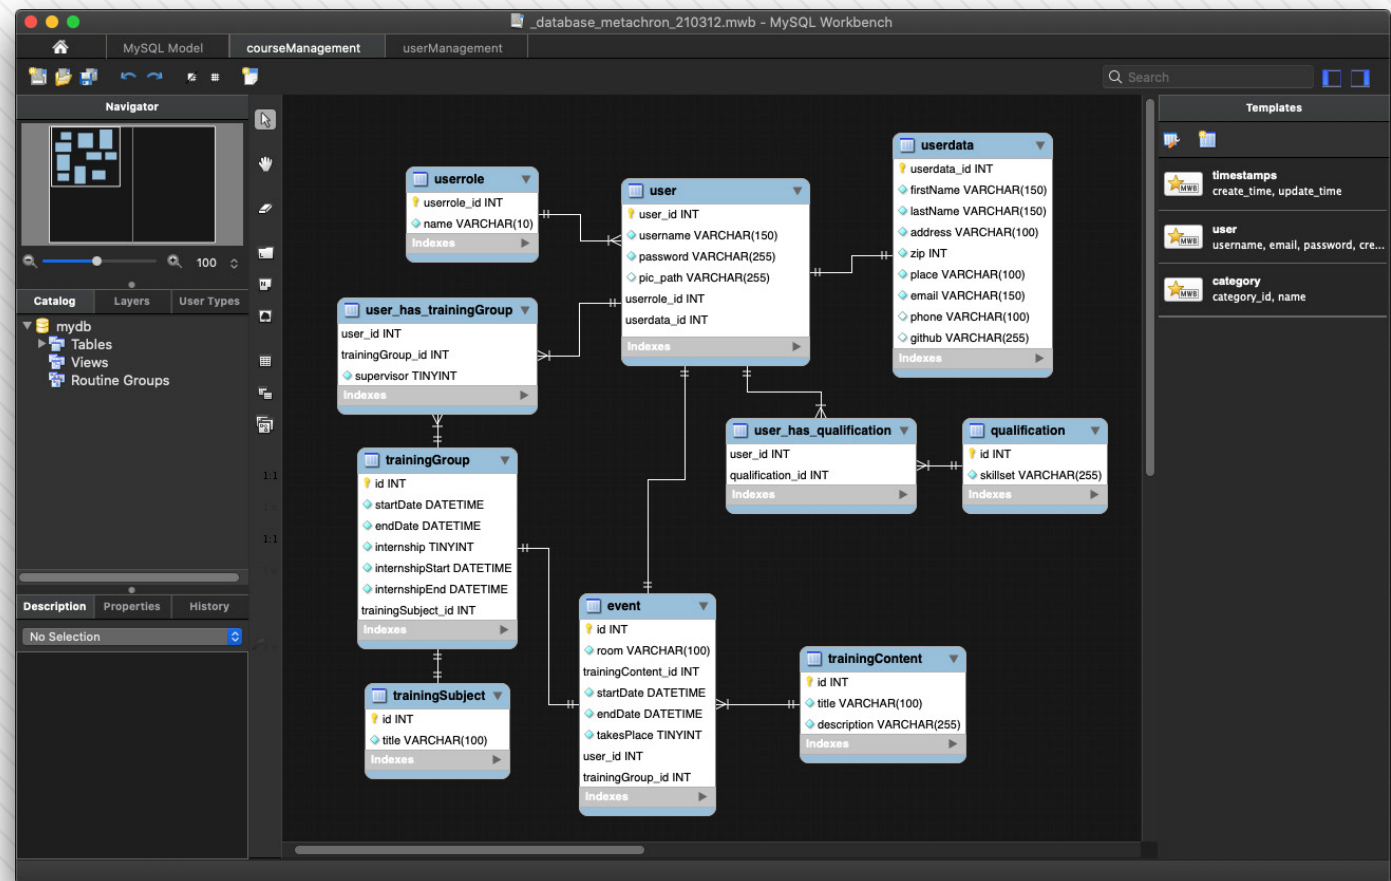 _database_metachron_210312.mwb - MySQL Workbench
MySQL Model
courseManagement
userManagement
Search
Navigator
100
Catalog
Layers
User Types
mydb
Tables
Views
Routine Groups
Description
Properties
History
No Selection
1:1
1:1
userrole
userrole_id INT
name VARCHAR(10)
Indexes
user
user_id INT
username VARCHAR(150)
password VARCHAR(255)
pic_path VARCHAR(255)
userrole_id INT
userdata_id INT
Indexes
userdata
userdata_id INT
firstName VARCHAR(150)
lastName VARCHAR(150)
address VARCHAR(100)
zip INT
place VARCHAR(100)
email VARCHAR(150)
phone VARCHAR(100)
github VARCHAR(255)
Indexes
user_has_trainingGroup
user_id INT
trainingGroup_id INT
supervisor TINYINT
Indexes
trainingGroup
id INT
startDate DATETIME
endDate DATETIME
internship TINYINT
internshipStart DATETIME
internshipEnd DATETIME
trainingSubject_id INT
Indexes
user_has_qualification
user_id INT
qualification_id INT
Indexes
qualification
id INT
skillset VARCHAR(255)
Indexes
trainingSubject
id INT
title VARCHAR(100)
Indexes
event
id INT
room VARCHAR(100)
trainingContent_id INT
startDate DATETIME
endDate DATETIME
takesPlace TINYINT
user_id INT
trainingGroup_id INT
Indexes
trainingContent
id INT
title VARCHAR(100)
description VARCHAR(255)
Indexes
Templates
MWB
timestamps
create_time, update_time
MWB
user
username, email, password, cre...
MWB
category
category_id, name